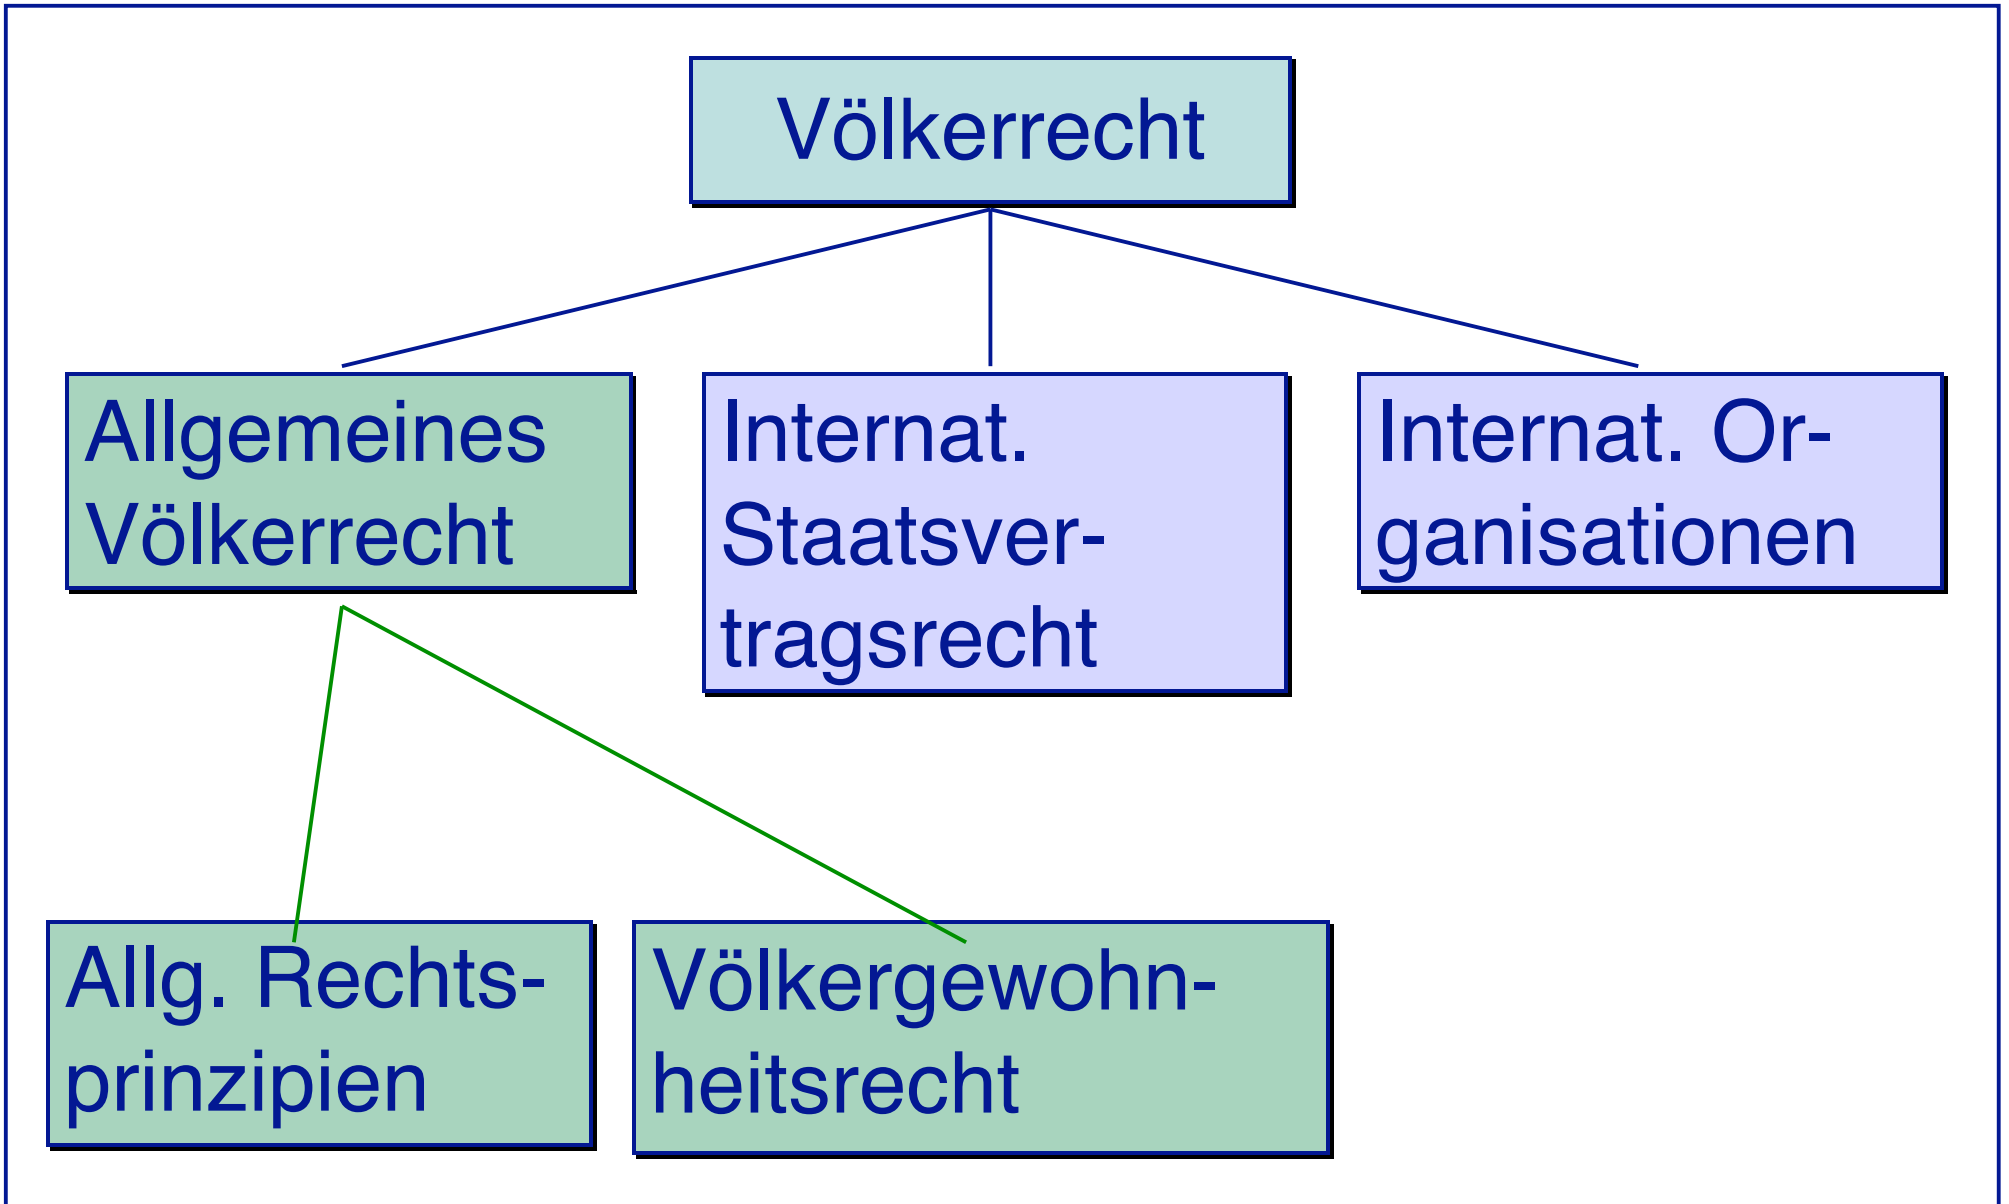 Völkerrecht
Allgemeines
Völkerrecht
Internat.
Staatsver-
tragsrecht
Internat. Or-
ganisationen
Allg. Rechts-
prinzipien
Völkergewohn-
heitsrecht